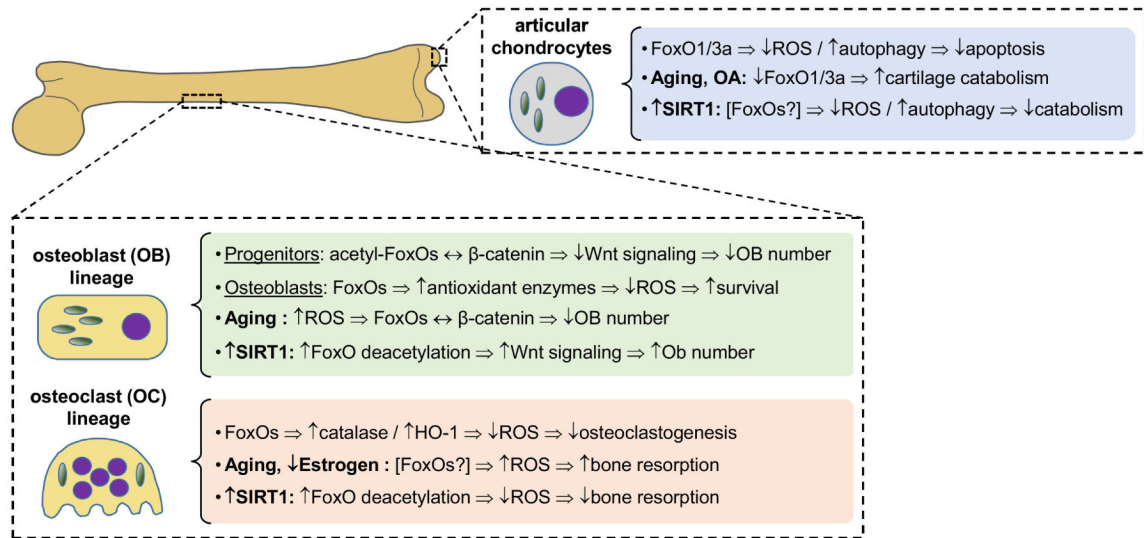 articular
chondrocytes
• FoxO1/3a ⇒ ↓ROS / ↑autophagy ⇒ ↓apoptosis
• Aging, OA: ↓FoxO1/3a ⇒ ↑cartilage catabolism
• ↑SIRT1: [FoxOs?] ⇒ ↓ROS / ↑autophagy ⇒ ↓catabolism
osteoblast (OB)
lineage
• Progenitors: acetyl-FoxOs ↔ β-catenin ⇒ ↓Wnt signaling ⇒ ↓OB number
• Osteoblasts: FoxOs ⇒ ↑antioxidant enzymes ⇒ ↓ROS ⇒ ↑survival
• Aging : ↑ROS ⇒ FoxOs ↔ β-catenin ⇒ ↓OB number
• ↑SIRT1: ↑FoxO deacetylation ⇒ ↑Wnt signaling ⇒ ↑Ob number
osteoclast (OC)
lineage
• FoxOs ⇒ ↑catalase / ↑HO-1 ⇒ ↓ROS ⇒ ↓osteoclastogenesis
• Aging, ↓Estrogen : [FoxOs?] ⇒ ↑ROS ⇒ ↑bone resorption
• ↑SIRT1: ↑FoxO deacetylation ⇒ ↓ROS ⇒ ↓bone resorption